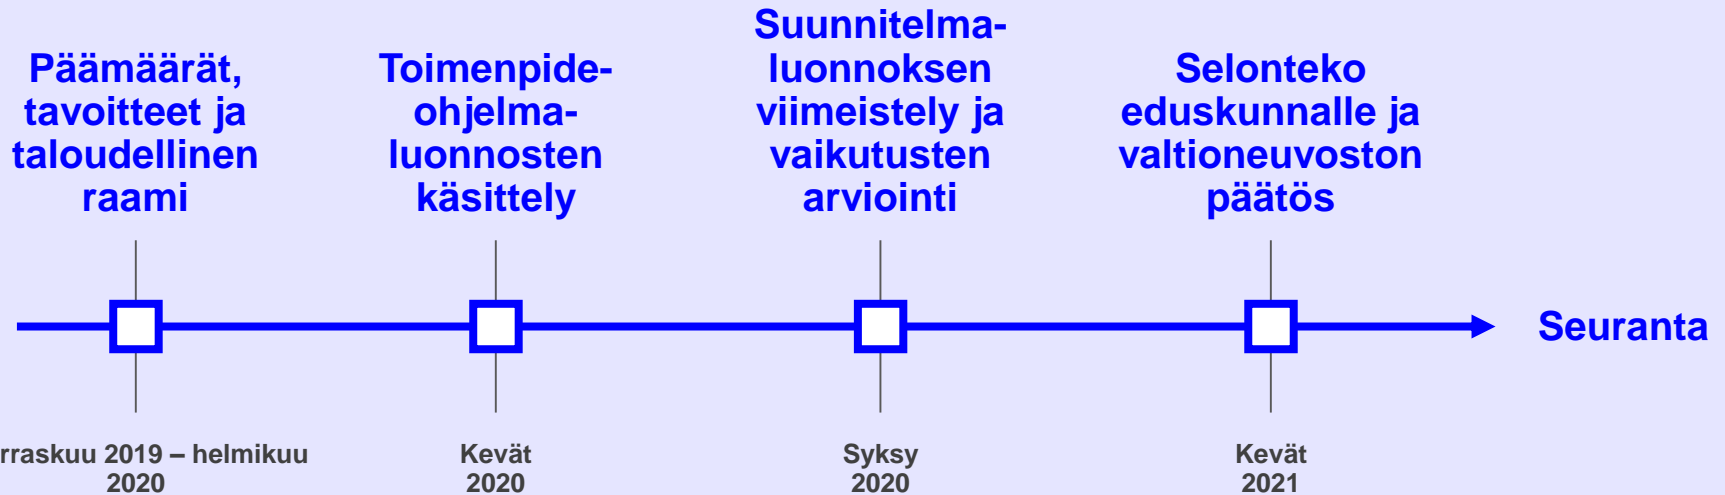 Päämäärät,
tavoitteet ja
taloudellinen
raami
Toimenpide-
ohjelma-
luonnosten
käsittely
Suunnitelma-
luonnoksen
viimeistely ja
vaikutusten
arviointi
Selonteko
eduskunnalle ja
valtioneuvoston
päätös
Seuranta
rraskuu 2019 – helmikuu
2020
Kevät
2020
Syksy
2020
Kevät
2021